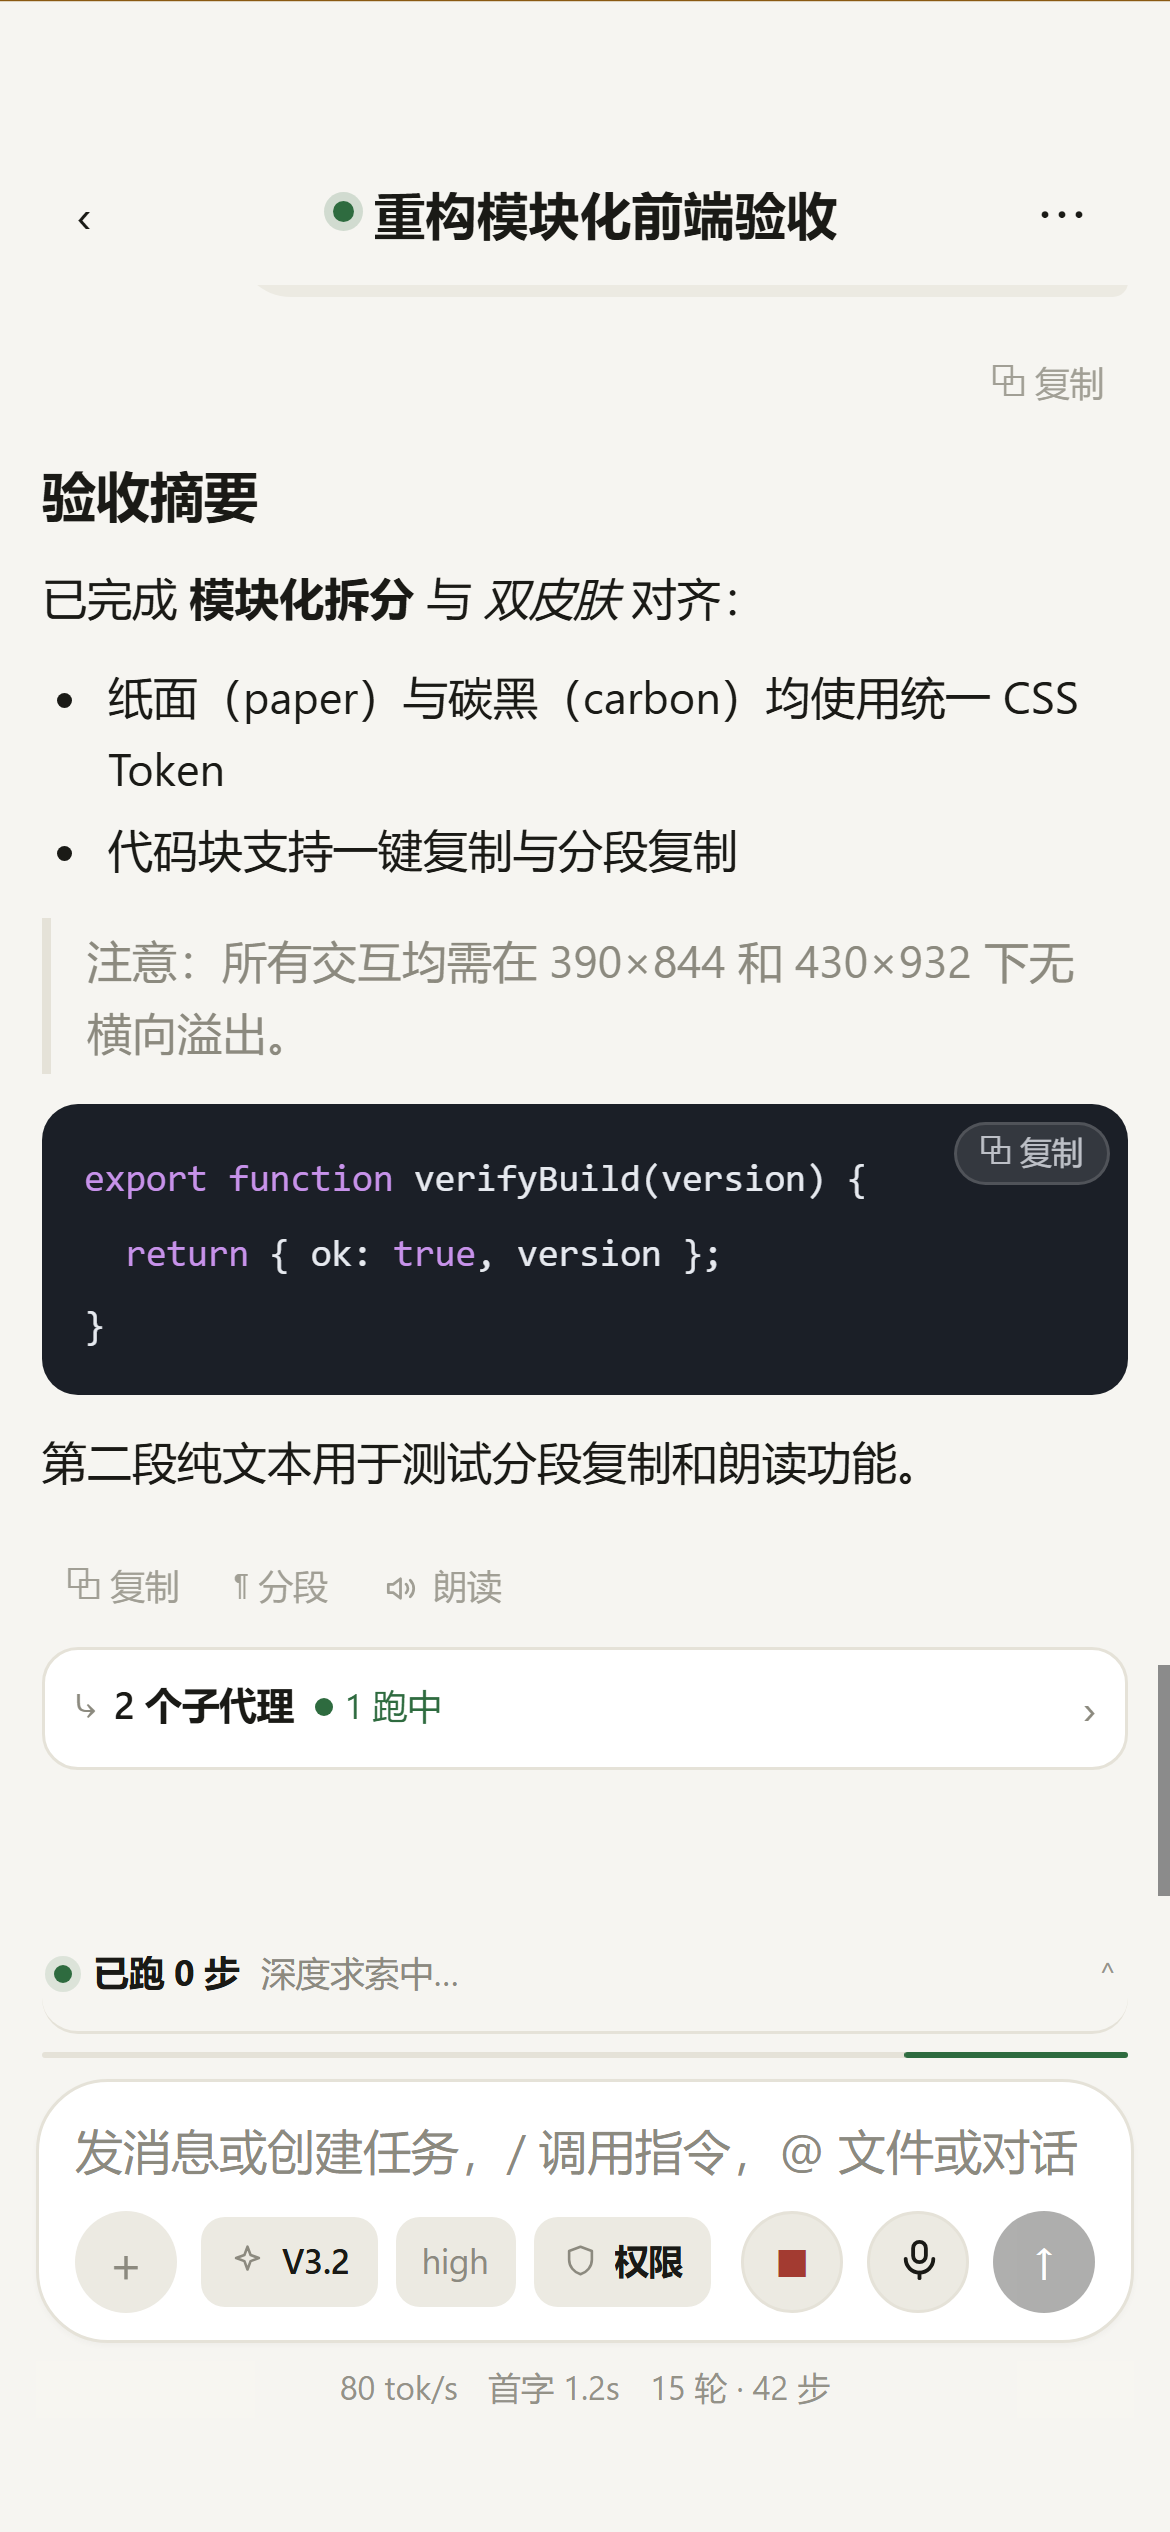 重构模块化前端验收
复制
验收摘要
已完成 模块化拆分 与 双皮肤 对齐：
• 纸面（paper）与碳黑（carbon）均使用统一 CSS
Token
• 代码块支持一键复制与分段复制
注意：所有交互均需在 390×844 和 430×932 下无
横向溢出。
复制
export function verifyBuild(version) {
  return { ok: true, version };
}
第二段纯文本用于测试分段复制和朗读功能。
复制 ¶ 分段 朗读
2 个子代理 1 跑中
已跑 0 步 深度求索中...
发消息或创建任务，/ 调用指令，@ 文件或对话
+ V3.2 high 权限 ↑
80 tok/s 首字 1.2s 15 轮 · 42 步